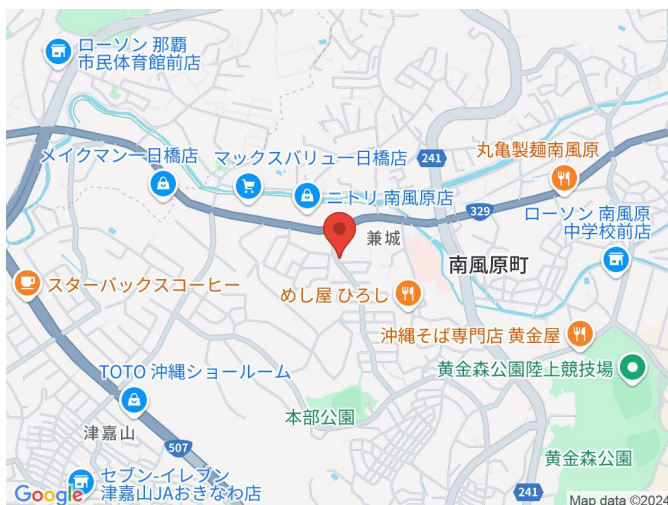 ローソン 那覇
市民体育館前店
メイクマン一日橋店
マックスバリュー日橋店
241
丸亀製麺南風原
ニトリ 南風原店
329
ローソン 南風原
中学校前店
兼城
南風原町
スターバックスコーヒー
めし屋 ひろし
沖縄そば専門店 黄金屋
TOTO 沖縄ショールーム
黄金森公園陸上競技場
本部公園
津嘉山
507
黄金森公園
セブン-イレブン
津嘉山JAおきなわ店
241
Google
Map data ©2024